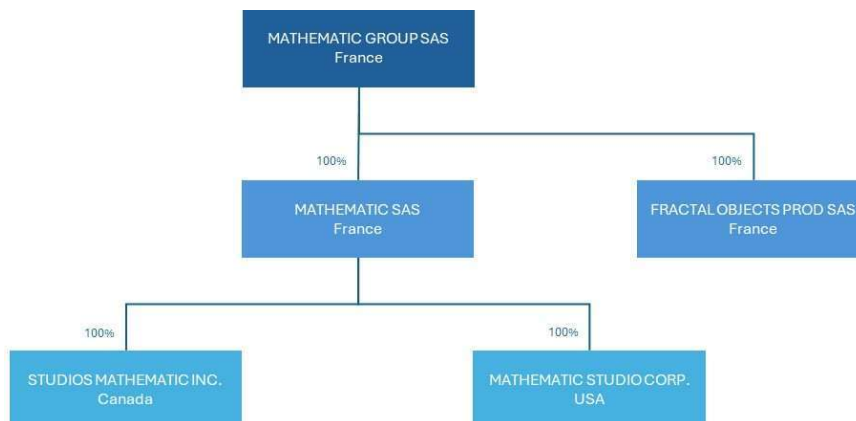 MATHEMATIC GROUP SAS
France
100%
100%
MATHEMATIC SAS
France
FRACTAL OBJECTS PROD SAS
France
100%
100%
STUDIOS MATHEMATIC INC.
Canada
MATHEMATIC STUDIO CORP.
USA